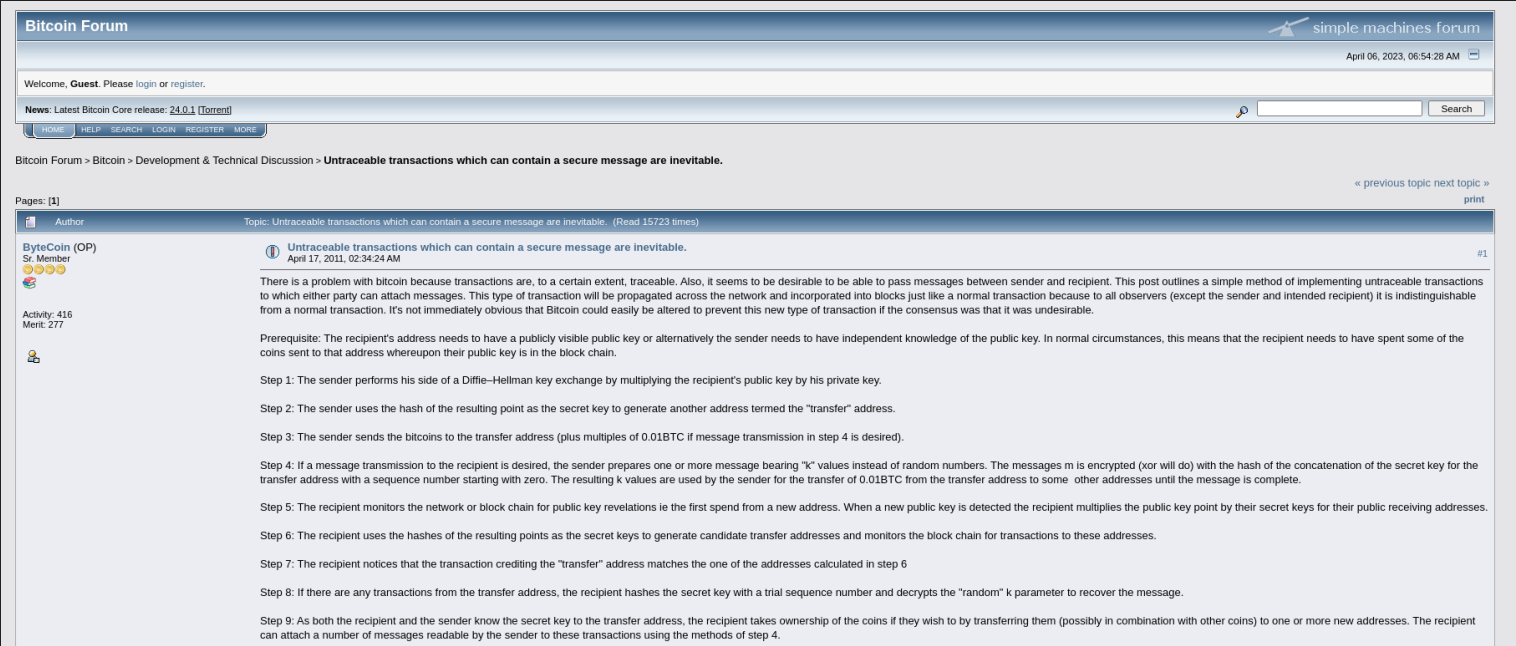 Bitcoin Forum
simple machines forum
April 06, 2023, 06:54:28 AM
Welcome, Guest. Please login or register.
News: Latest Bitcoin Core release: 24.0.1 [Torrent]
Search
HOME HELP SEARCH LOGIN REGISTER MORE
Bitcoin Forum > Bitcoin > Development & Technical Discussion > Untraceable transactions which can contain a secure message are inevitable.
« previous topic next topic »
Pages: [1]
print
Author Topic: Untraceable transactions which can contain a secure message are inevitable. (Read 15723 times)
ByteCoin (OP)
Sr. Member
Activity: 416
Merit: 277
Untraceable transactions which can contain a secure message are inevitable.
April 17, 2011, 02:34:24 AM
#1
There is a problem with bitcoin because transactions are, to a certain extent, traceable. Also, it seems to be desirable to be able to pass messages between sender and recipient. This post outlines a simple method of implementing untraceable transactions
to which either party can attach messages. This type of transaction will be propagated across the network and incorporated into blocks just like a normal transaction because to all observers (except the sender and intended recipient) it is indistinguishable
from a normal transaction. It's not immediately obvious that Bitcoin could easily be altered to prevent this new type of transaction if the consensus was that it was undesirable.
Prerequisite: The recipient's address needs to have a publicly visible public key or alternatively the sender needs to have independent knowledge of the public key. In normal circumstances, this means that the recipient needs to have spent some of the
coins sent to that address whereupon their public key is in the block chain.
Step 1: The sender performs his side of a Diffie–Hellman key exchange by multiplying the recipient's public key by his private key.
Step 2: The sender uses the hash of the resulting point as the secret key to generate another address termed the "transfer" address.
Step 3: The sender sends the bitcoins to the transfer address (plus multiples of 0.01BTC if message transmission in step 4 is desired).
Step 4: If a message transmission to the recipient is desired, the sender prepares one or more message bearing "k" values instead of random numbers. The messages m is encrypted (xor will do) with the hash of the concatenation of the secret key for the
transfer address with a sequence number starting with zero. The resulting k values are used by the sender for the transfer of 0.01BTC from the transfer address to some other addresses until the message is complete.
Step 5: The recipient monitors the network or block chain for public key revelations ie the first spend from a new address. When a new public key is detected the recipient multiplies the public key point by their secret keys for their public receiving addresses.
Step 6: The recipient uses the hashes of the resulting points as the secret keys to generate candidate transfer addresses and monitors the block chain for transactions to these addresses.
Step 7: The recipient notices that the transaction crediting the "transfer" address matches the one of the addresses calculated in step 6
Step 8: If there are any transactions from the transfer address, the recipient hashes the secret key with a trial sequence number and decrypts the "random" k parameter to recover the message.
Step 9: As both the recipient and the sender know the secret key to the transfer address, the recipient takes ownership of the coins if they wish to by transferring them (possibly in combination with other coins) to one or more new addresses. The recipient
can attach a number of messages readable by the sender to these transactions using the methods of step 4.